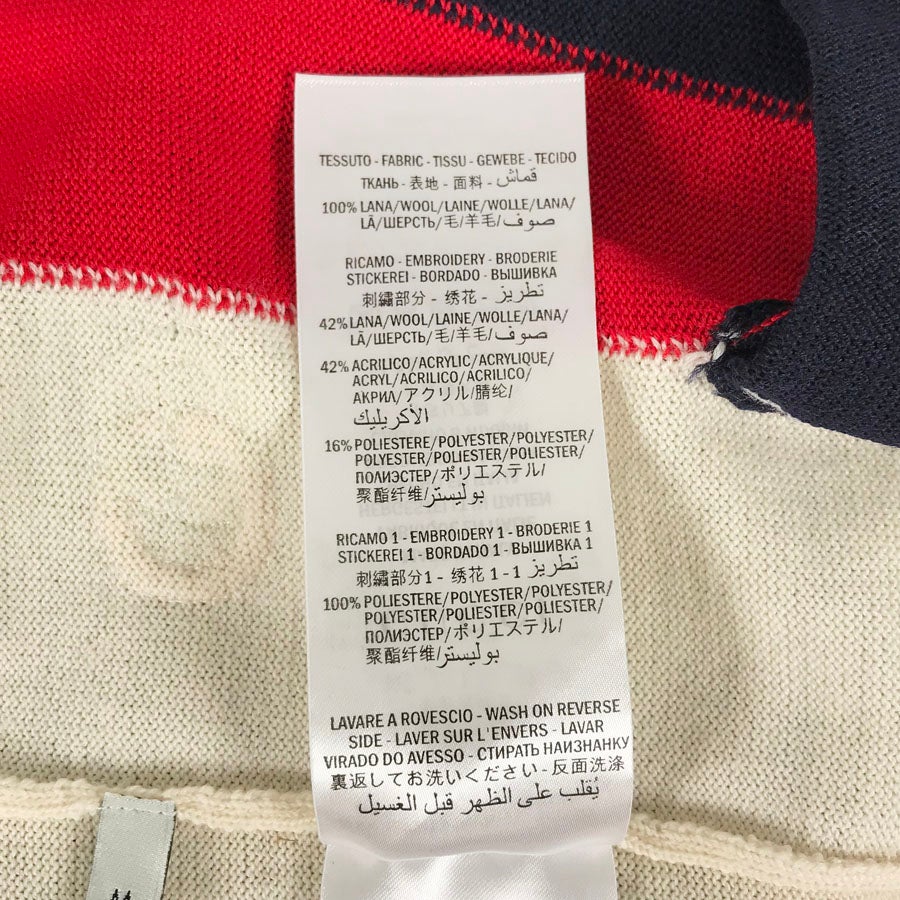 TESSUTO - FABRIC - TISSU - GEWEBE - TECIDO
ТКАНЬ - 表地 - 面料 - قماش
100% LANA/WOOL/LAINE/WOLLE/LANA/
LÃ/ШЕРСТЬ/毛/羊毛/صوف
RICAMO - EMBROIDERY - BRODERIE
STICKEREI - BORDADO - ВЫШИВКА
刺繍部分 - 绣花 - تطريز
42% LANA/WOOL/LAINE/WOLLE/LANA/
LÃ/ШЕРСТЬ/毛/羊毛/صوف
42% ACRILICO/ACRYLIC/ACRYLIQUE/
ACRYL/ACRILICO/ACRÍLICO/
АКРИЛ/アクリル/腈纶/
الأكريليك
16% POLIESTERE/POLYESTER/POLYESTER/
POLYESTER/POLIESTER/POLIÉSTER/
ПОЛИЭСТЕР/ポリエステル/
聚酯纤维/بوليستر
RICAMO 1 - EMBROIDERY 1 - BRODERIE 1
STICKEREI 1 - BORDADO 1 - ВЫШИВКА 1
刺繍部分1 - 绣花 1 - تطريز 1
100% POLIESTERE/POLYESTER/POLYESTER/
POLYESTER/POLIESTER/POLIÉSTER/
ПОЛИЭСТЕР/ポリエステル/
聚酯纤维/بوليستر
LAVARE A ROVESCIO - WASH ON REVERSE
SIDE - LAVER SUR L'ENVERS - LAVAR
VIRADO DO AVESSO - СТИРАТЬ НАИЗНАНКУ
裏返してお洗いください - 反面洗涤
يُقلب على الظهر قبل الغسيل